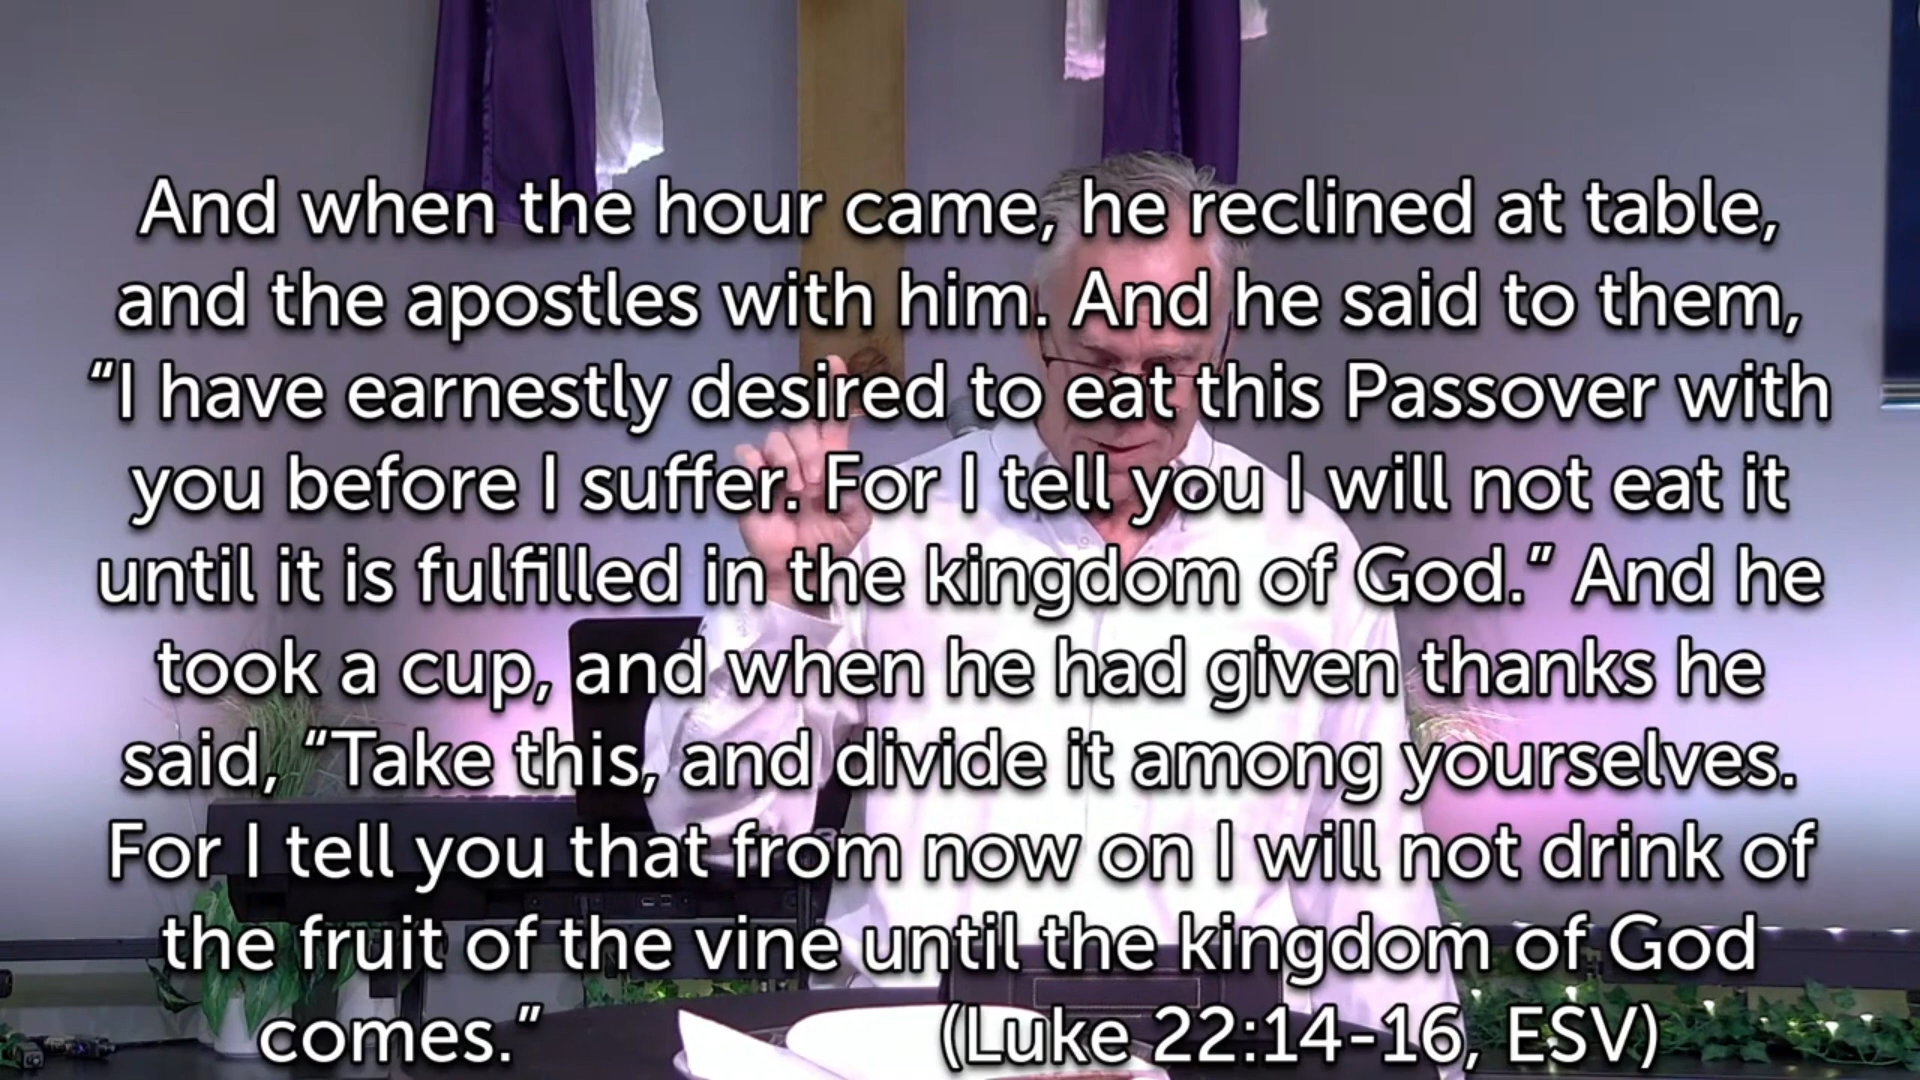 And when the hour came, he reclined at table,
and the apostles with him. And he said to them,
“I have earnestly desired to eat this Passover with
you before I suffer. For I tell you I will not eat it
until it is fulfilled in the kingdom of God.” And he
took a cup, and when he had given thanks he
said, “Take this, and divide it among yourselves.
For I tell you that from now on I will not drink of
the fruit of the vine until the kingdom of God
comes.” (Luke 22:14-16, ESV)